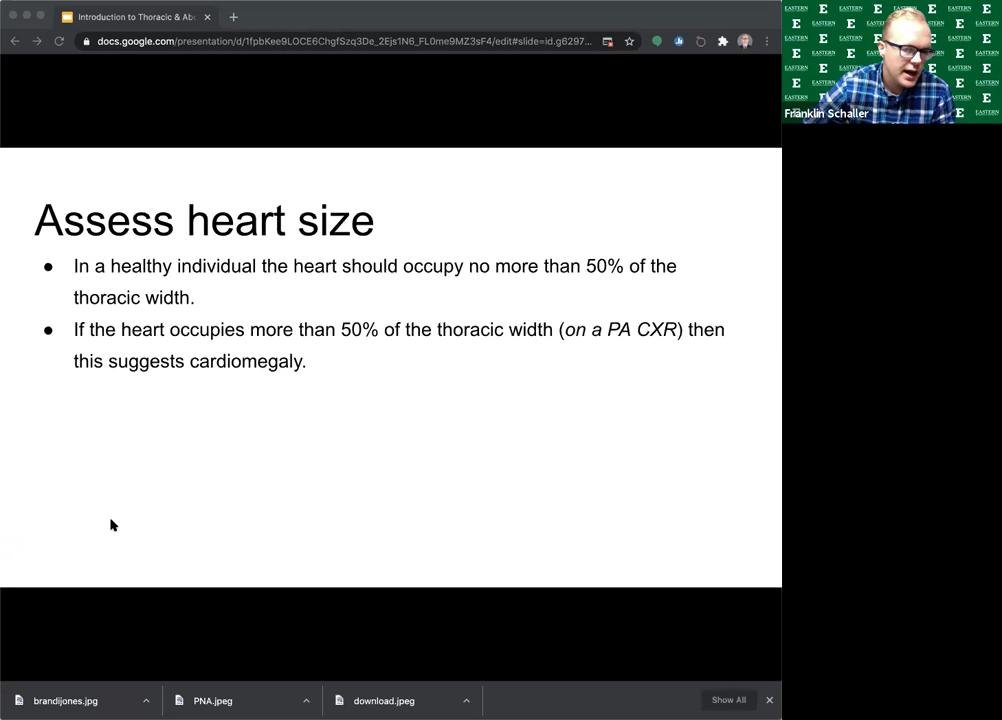 Introduction to Thoracic & Ab
docs.google.com/presentation/d/1fpbKee9LOCE6ChgfSzq3De_2Ejs1N6_FL0me9MZ3sF4/edit#slide=id.g6297...
EASTERN E EASTERN E EASTERN E EASTERN E
Franklin Schaller
Assess heart size
● In a healthy individual the heart should occupy no more than 50% of the
thoracic width.
● If the heart occupies more than 50% of the thoracic width (on a PA CXR) then
this suggests cardiomegaly.
brandijones.jpg
PNA.jpeg
download.jpeg
Show All